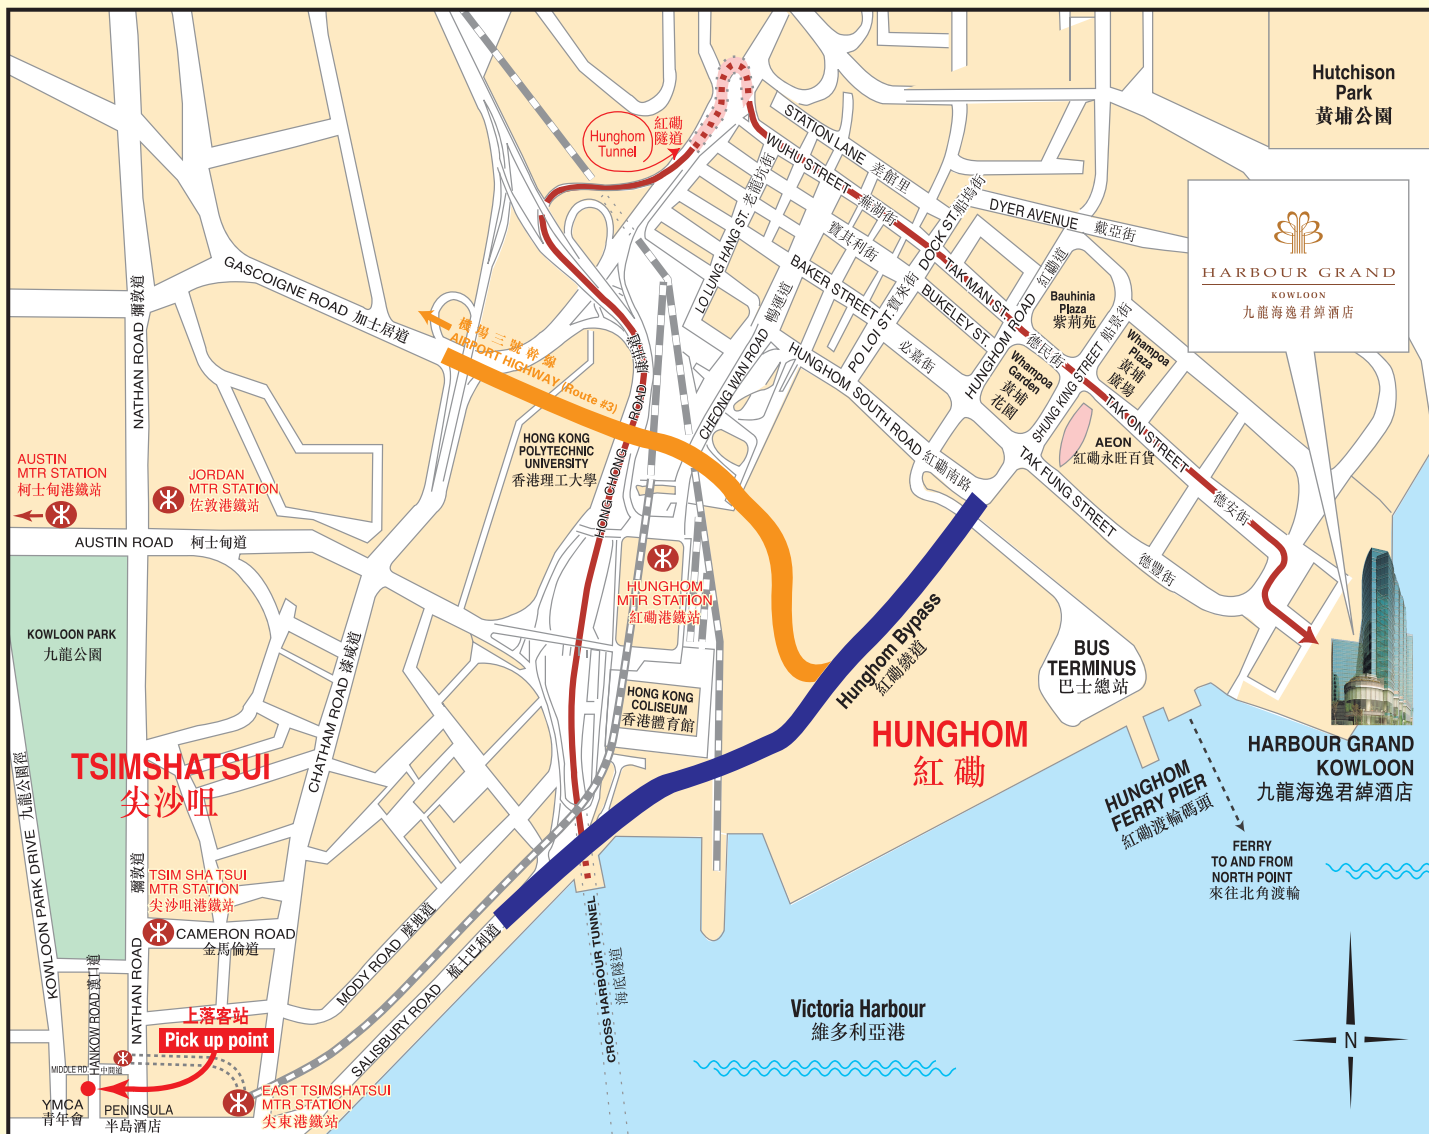 Hutchison
Park
黃埔公園
紅磡
隧道
Hunghom
Tunnel
STATION LANE 差館里
WUHU STREET 蕪湖街
DYER AVENUE 戴亞街
LO LUNG HANG ST. 老龍坑街
DOCK ST. 船塢街
寶其利街
BAKER STREET
BUKELEY ST.
必嘉街
PO LOI ST. 寶來街
TAK MAN ST.
德民街
HUNGHOM ROAD 紅磡道
Bauhinia
Plaza
紫荊苑
Whampoa
Plaza
黃埔
廣場
Whampoa
Garden
黃埔
花園
SHUNG KING STREET 船景街
HARBOUR GRAND
KOWLOON
九龍海逸君綽酒店
GASCOIGNE ROAD 加士居道
NATHAN ROAD 彌敦道
機場三號幹線
AIRPORT HIGHWAY (Route #3)
HONG CHONG ROAD 康莊道
CHEONG WAN ROAD 暢運道
HUNGHOM SOUTH ROAD 紅磡南路
AEON
紅磡永旺百貨
TAK ON STREET
德安街
TAK FUNG STREET
德豐街
HONG KONG
POLYTECHNIC
UNIVERSITY
香港理工大學
AUSTIN
MTR STATION
柯士甸港鐵站
JORDAN
MTR STATION
佐敦港鐵站
AUSTIN ROAD 柯士甸道
HUNGHOM
MTR STATION
紅磡港鐵站
KOWLOON PARK
九龍公園
CHATHAM ROAD 漆咸道
HONG KONG
COLISEUM
香港體育館
Hunghom Bypass
紅磡繞道
BUS
TERMINUS
巴士總站
TSIMSHATSUI
尖沙咀
HUNGHOM
紅磡
HARBOUR GRAND
KOWLOON
九龍海逸君綽酒店
HUNGHOM
FERRY PIER
紅磡渡輪碼頭
FERRY
TO AND FROM
NORTH POINT
來往北角渡輪
KOWLOON PARK DRIVE 九龍公園徑
TSIM SHA TSUI
MTR STATION
尖沙咀港鐵站
NATHAN ROAD 彌敦道
CAMERON ROAD
金馬倫道
MODY ROAD 麼地道
SALISBURY ROAD 梳士巴利道
CROSS HARBOUR TUNNEL
海底隧道
Victoria Harbour
維多利亞港
HANKOW ROAD 漢口道
上落客站
Pick up point
MIDDLE RD. 中間道
YMCA
青年會
PENINSULA
半島酒店
EAST TSIMSHATSUI
MTR STATION
尖東港鐵站
N